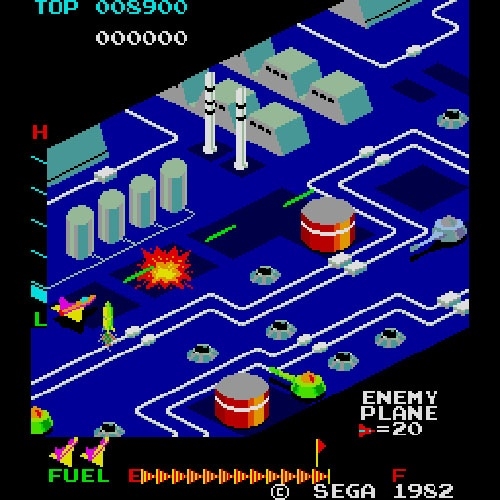 TOP 008900
000000
H
L
ENEMY
PLANE
=20
FUEL E F
© SEGA 1982